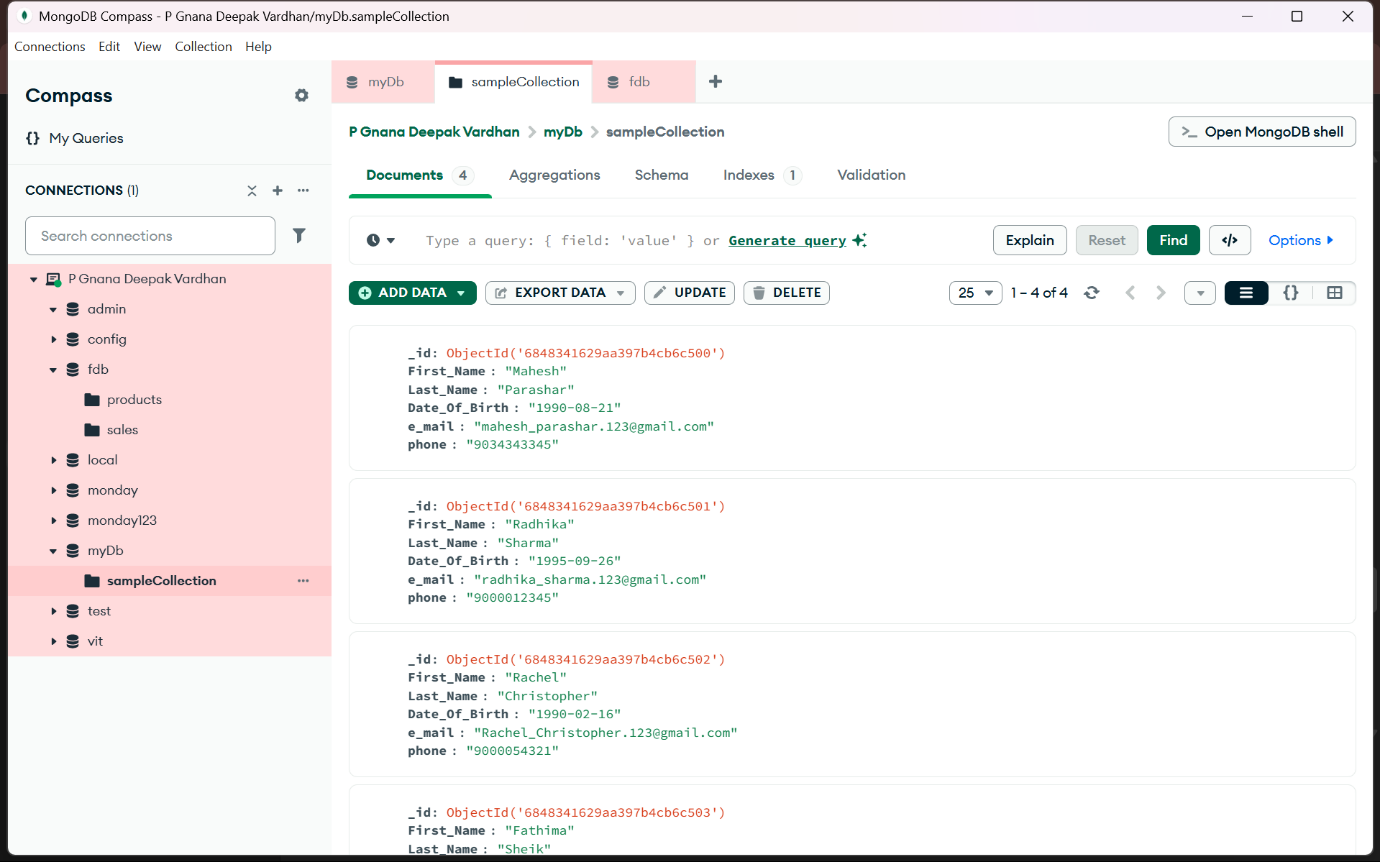 MongoDB Compass - P Gnana Deepak Vardhan/myDb.sampleCollection
Connections Edit View Collection Help
Compass
{} My Queries
CONNECTIONS (1)
Search connections
P Gnana Deepak Vardhan
admin
config
fdb
products
sales
local
monday
monday123
myDb
sampleCollection
test
vit
myDb sampleCollection fdb
P Gnana Deepak Vardhan > myDb > sampleCollection
>_ Open MongoDB shell
Documents 4 Aggregations Schema Indexes 1 Validation
Type a query: { field: 'value' } or Generate query
Explain Reset Find </> Options
ADD DATA EXPORT DATA UPDATE DELETE
25 1 – 4 of 4 {}
_id: ObjectId('6848341629aa397b4cb6c500')
First_Name : "Mahesh"
Last_Name : "Parashar"
Date_Of_Birth : "1990-08-21"
e_mail : "mahesh_parashar.123@gmail.com"
phone : "9034343345"
_id: ObjectId('6848341629aa397b4cb6c501')
First_Name : "Radhika"
Last_Name : "Sharma"
Date_Of_Birth : "1995-09-26"
e_mail : "radhika_sharma.123@gmail.com"
phone : "9000012345"
_id: ObjectId('6848341629aa397b4cb6c502')
First_Name : "Rachel"
Last_Name : "Christopher"
Date_Of_Birth : "1990-02-16"
e_mail : "Rachel_Christopher.123@gmail.com"
phone : "9000054321"
_id: ObjectId('6848341629aa397b4cb6c503')
First_Name : "Fathima"
Last_Name : "Sheik"